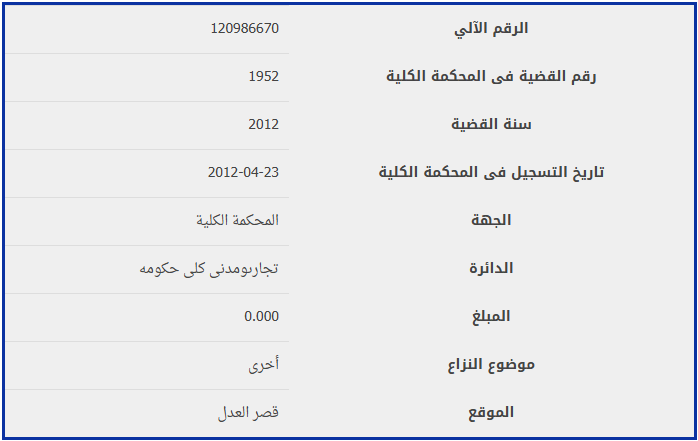 الرقم الآلي 120986670
رقم القضية فى المحكمة الكلية 1952
سنة القضية 2012
تاريخ التسجيل فى المحكمة الكلية 2012-04-23
الجهة المحكمة الكلية
الدائرة تجارىومدنى كلى حكومه
المبلغ 0.000
موضوع النزاع أخرى
الموقع قصر العدل